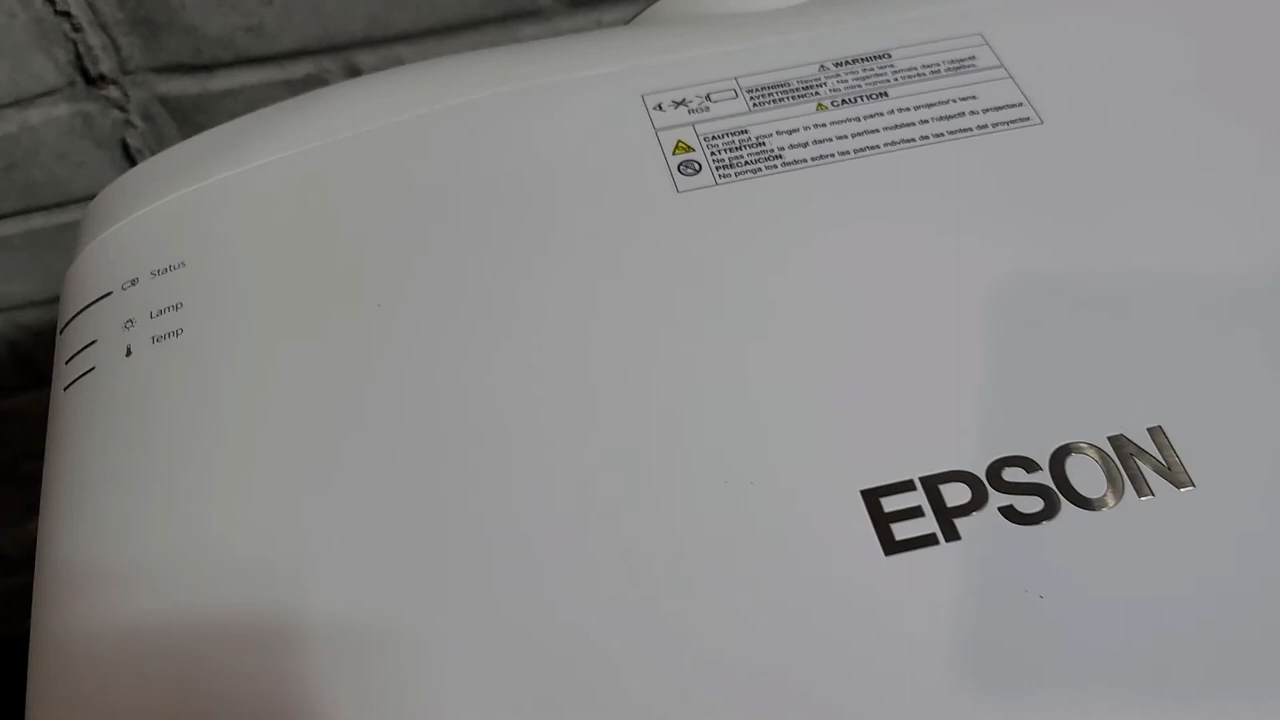 WARNING
WARNING: Never look into the lens.
AVERTISSEMENT : Ne regardez jamais dans l'objectif.
ADVERTENCIA : No mire nunca a través del objetivo.
RG2
CAUTION
CAUTION:
Do not put your finger in the moving parts of the projector's lens.
ATTENTION :
Ne pas mettre le doigt dans les parties mobiles de l'objectif du projecteur.
PRECAUCIÓN:
No ponga los dedos sobre las partes móviles de las lentes del proyector.
Status
Lamp
Temp
EPSON